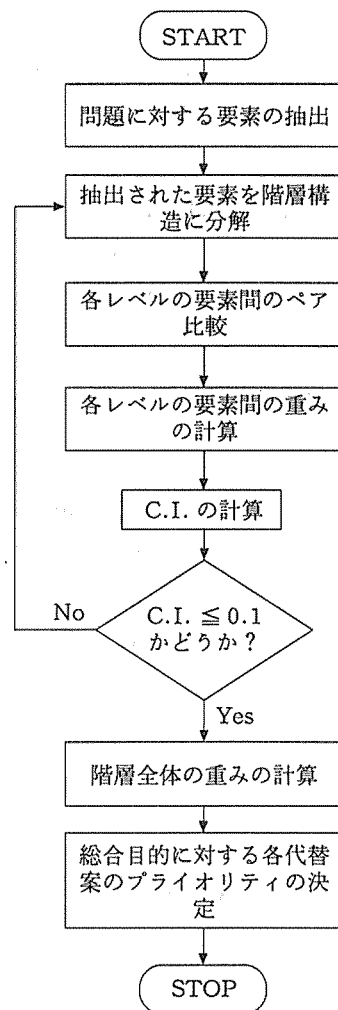 START
問題に対する要素の抽出
抽出された要素を階層構
造に分解
各レベルの要素間のペア
比較
各レベルの要素間の重み
の計算
C.I. の計算
C.I. ≦ 0.1
かどうか？
No
Yes
階層全体の重みの計算
総合目的に対する各代替
案のプライオリティの決
定
STOP